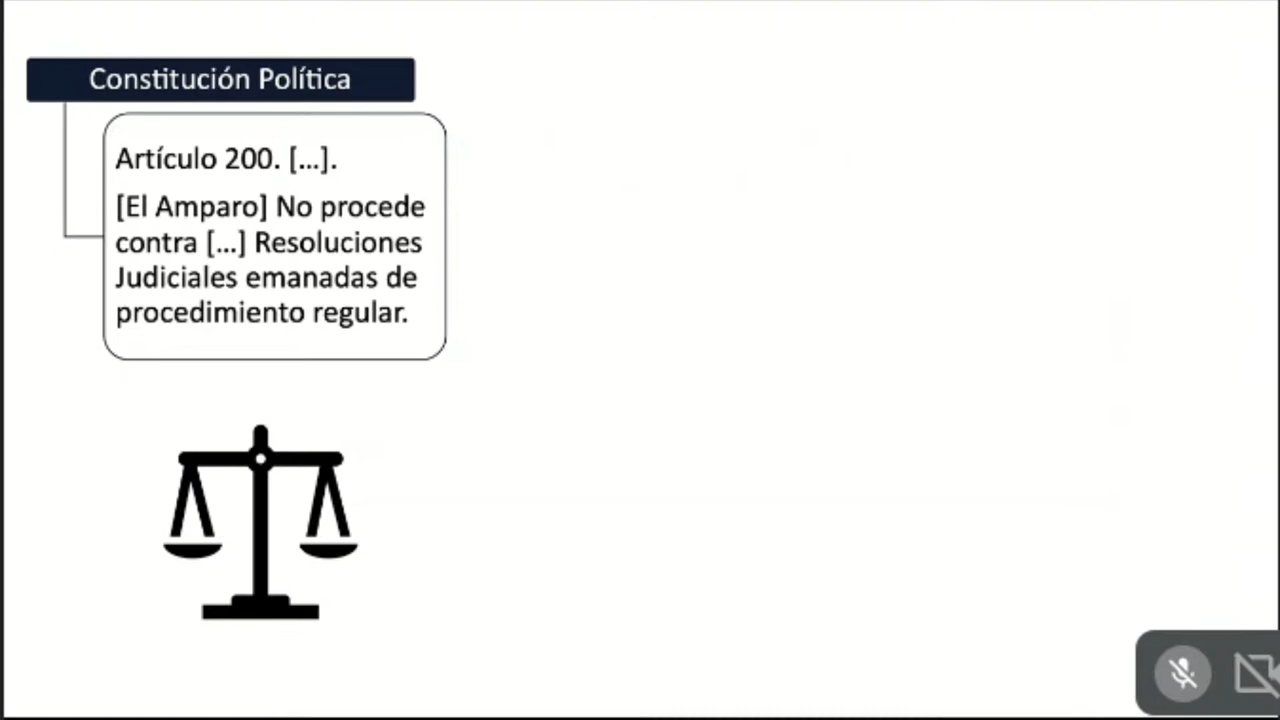 Constitución Política
Artículo 200. [...].
[El Amparo] No procede
contra [...] Resoluciones
Judiciales emanadas de
procedimiento regular.